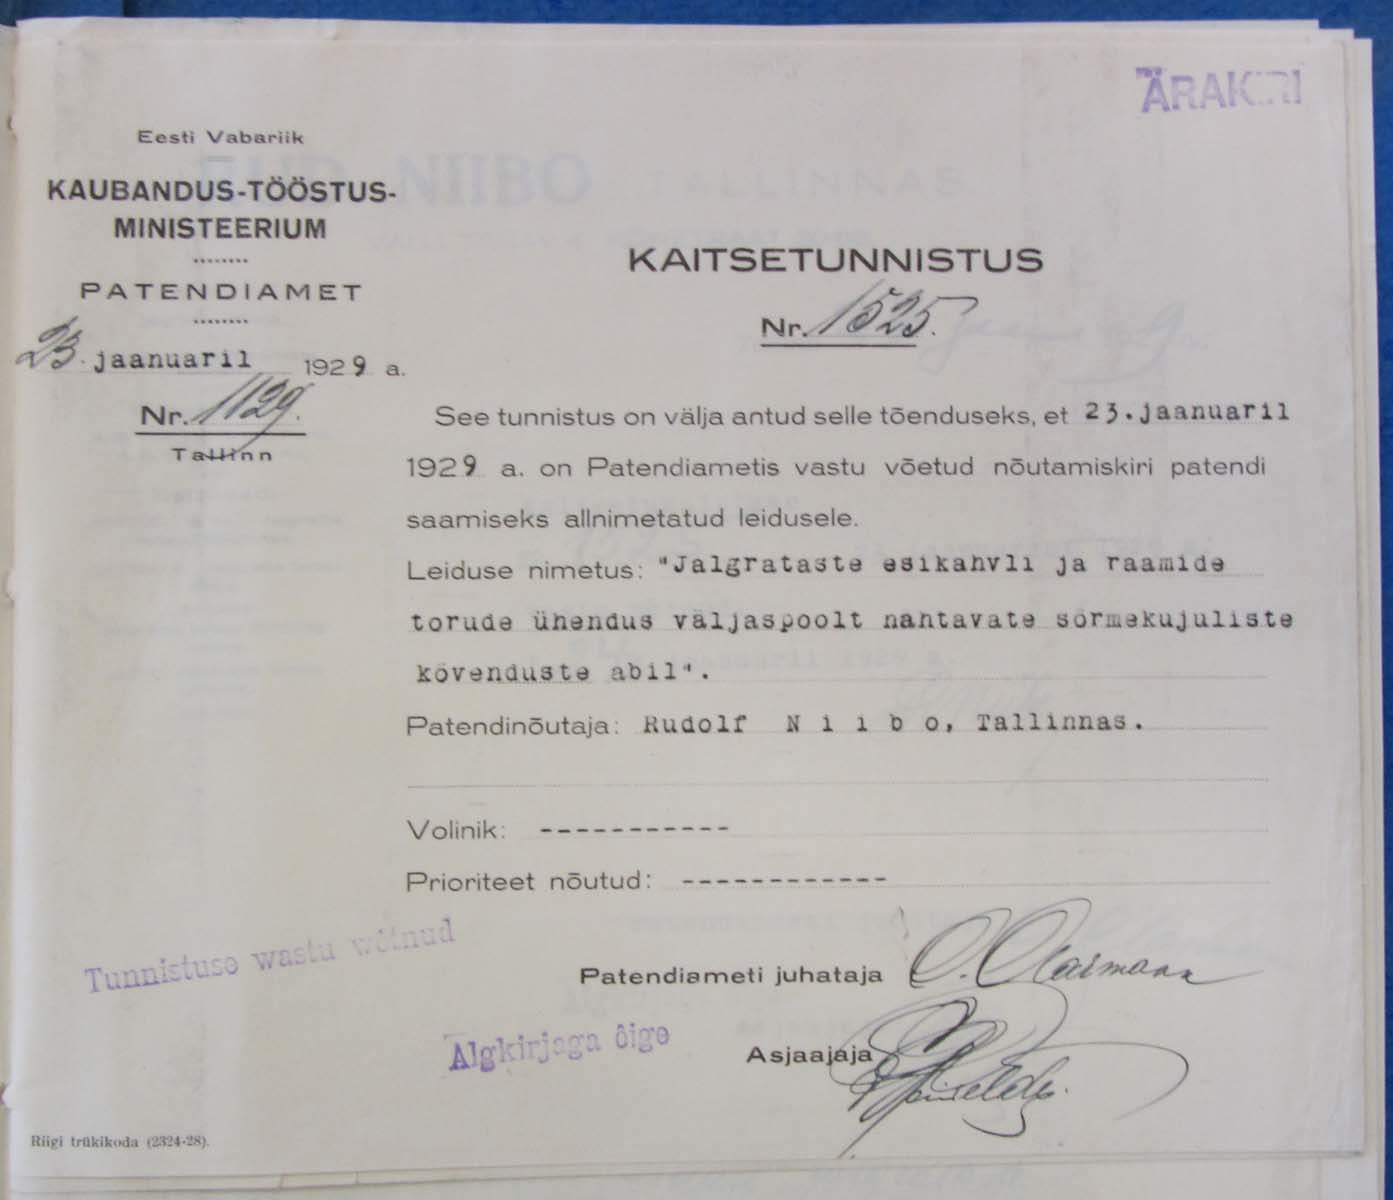 ÄRAKIRI
Eesti Vabariik
KAUBANDUS-TÖÖSTUS-
MINISTEERIUM
PATENDIAMET
23. jaanuaril 1929 a.
Nr. 1129.
Tallinn
KAITSETUNNISTUS
Nr. 1525.
See tunnistus on välja antud selle tõenduseks, et 23. jaanuaril
1929 a. on Patendiametis vastu võetud nõutamiskiri patendi
saamiseks allnimetatud leidusele.
Leiduse nimetus: "Jalgrataste esikahvli ja raamide
torude ühendus väljaspoolt nahtavate sõrmekujuliste
kõvenduste abil".
Patendinõutaja: Rudolf N i i b o, Tallinnas.
Volinik: -----------
Prioriteet nõutud: ------------
Tunnistuse wastu wõtnud
Patendiameti juhataja
Algkirjaga õige
Asjaajaja
Riigi trükikoda (2324-28).